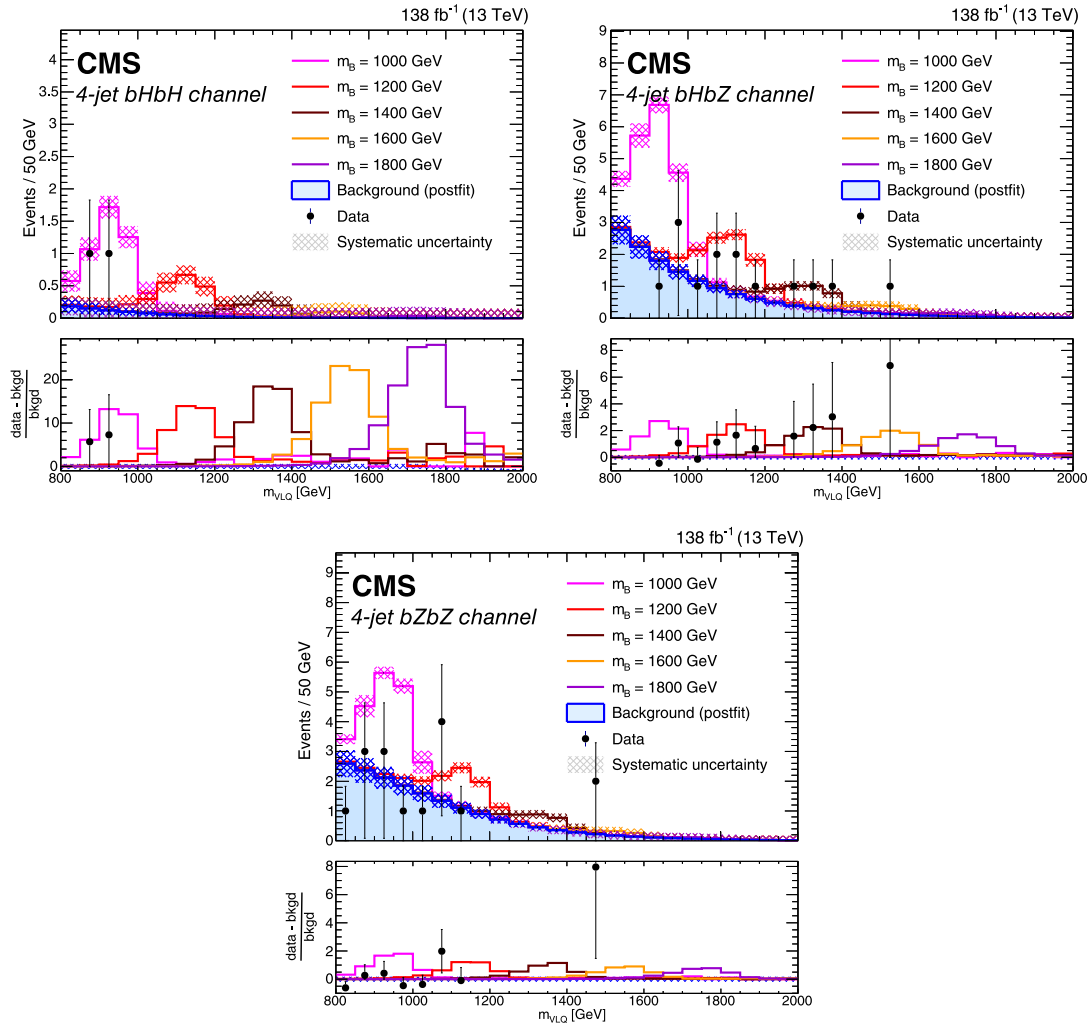 138 fb⁻¹ (13 TeV)
CMS
4-jet bHbH channel
m_B = 1000 GeV
m_B = 1200 GeV
m_B = 1400 GeV
m_B = 1600 GeV
m_B = 1800 GeV
Background (postfit)
Data
Systematic uncertainty
Events / 50 GeV
4
3.5
3
2.5
2
1.5
1
0.5
0
data - bkgd
bkgd
20
10
0
800 1000 1200 1400 1600 1800 2000
m_VLQ [GeV]
138 fb⁻¹ (13 TeV)
CMS
4-jet bHbZ channel
m_B = 1000 GeV
m_B = 1200 GeV
m_B = 1400 GeV
m_B = 1600 GeV
m_B = 1800 GeV
Background (postfit)
Data
Systematic uncertainty
Events / 50 GeV
9
8
7
6
5
4
3
2
1
0
data - bkgd
bkgd
8
6
4
2
0
800 1000 1200 1400 1600 1800 2000
m_VLQ [GeV]
138 fb⁻¹ (13 TeV)
CMS
4-jet bZbZ channel
m_B = 1000 GeV
m_B = 1200 GeV
m_B = 1400 GeV
m_B = 1600 GeV
m_B = 1800 GeV
Background (postfit)
Data
Systematic uncertainty
Events / 50 GeV
9
8
7
6
5
4
3
2
1
0
data - bkgd
bkgd
8
6
4
2
0
800 1000 1200 1400 1600 1800 2000
m_VLQ [GeV]